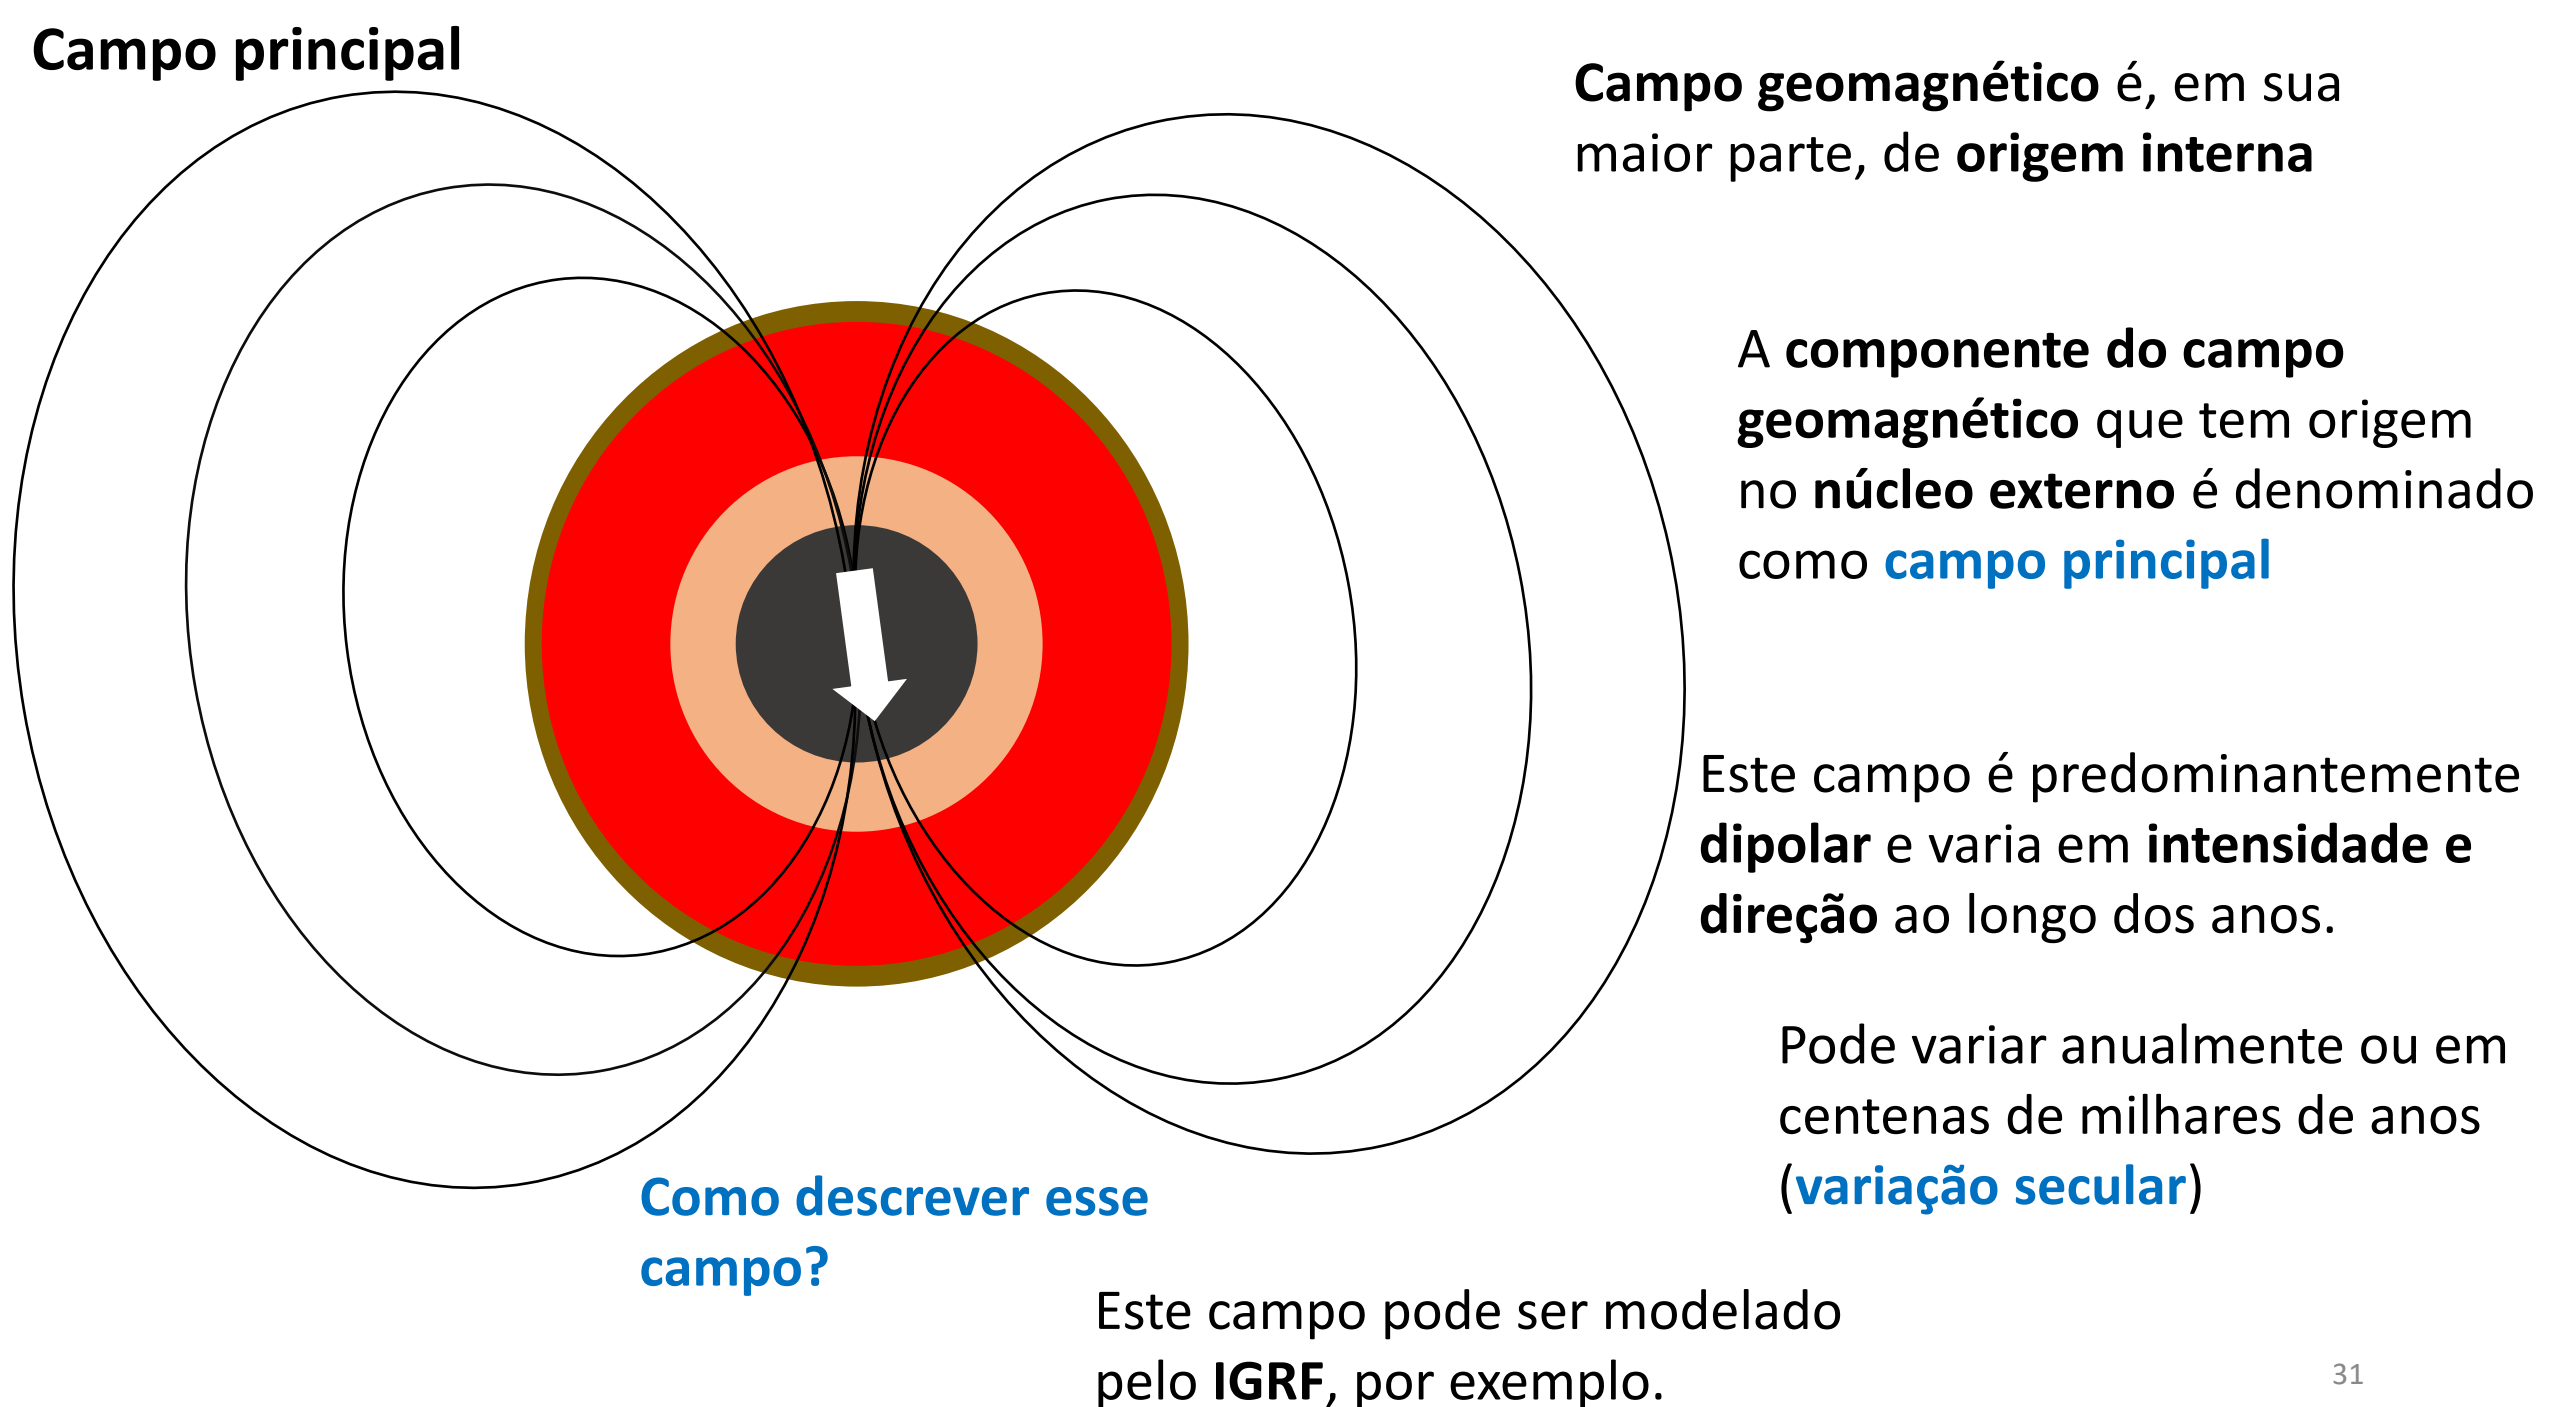 Campo principal
Campo geomagnético é, em sua
maior parte, de origem interna
A componente do campo
geomagnético que tem origem
no núcleo externo é denominado
como campo principal
Este campo é predominantemente
dipolar e varia em intensidade e
direção ao longo dos anos.
Pode variar anualmente ou em
centenas de milhares de anos
(variação secular)
Como descrever esse
campo?
Este campo pode ser modelado
pelo IGRF, por exemplo.
31